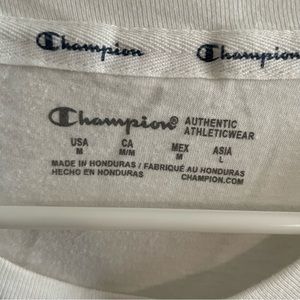 Champion Champion
Champion® AUTHENTIC
ATHLETICWEAR
USA CA MEX ASIA
M M/M M L
MADE IN HONDURAS / FABRIQUÉ AU HONDURAS
HECHO EN HONDURAS CHAMPION.COM